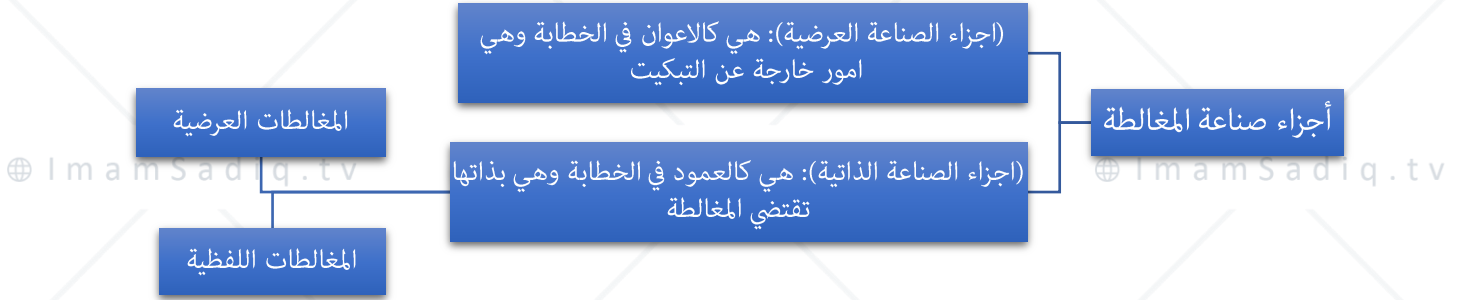 أجزاء صناعة المغالطة
(اجزاء الصناعة العرضية): هي كالاعوان في الخطابة وهي
امور خارجة عن التبكيت
(اجزاء الصناعة الذاتية): هي كالعمود في الخطابة وهي بذاتها
تقتضي المغالطة
المغالطات العرضية
المغالطات اللفظية
ImamSadiq.tv
ImamSadiq.tv